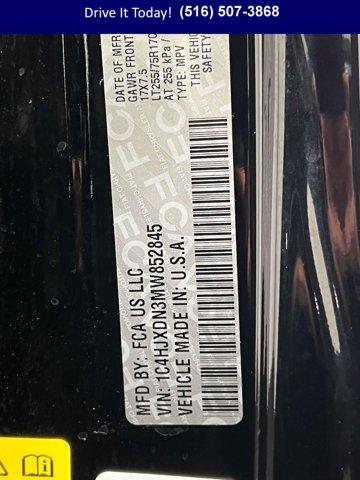 Drive It Today! (516) 507-3868
MFD BY: FCA US LLC
DATE OF MFR
GAWR FRONT
17X7.5
LT255/75R17C
AT 255 kPa /
TYPE: MPV
THIS VEHIC
SAFETY
VIN: 1C4HJXDN3MW852845
VEHICLE MADE IN: U.S.A.